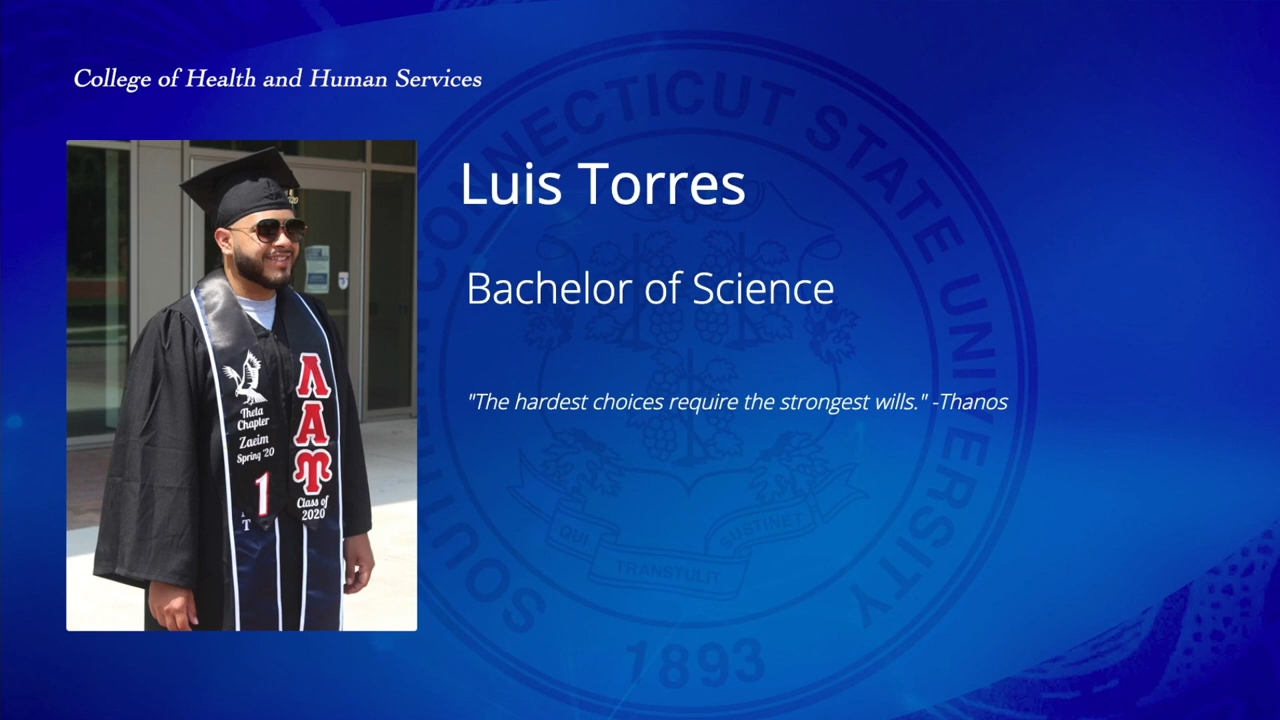 College of Health and Human Services
Luis Torres
Bachelor of Science
"The hardest choices require the strongest wills." -Thanos
Theta
Chapter
Zaeim
Spring '20
1
T
ΛΑΥ
Class of
2020
SOUTHERN CONNECTICUT STATE UNIVERSITY
QUI
TRANSTULIT
SUSTINET
1893